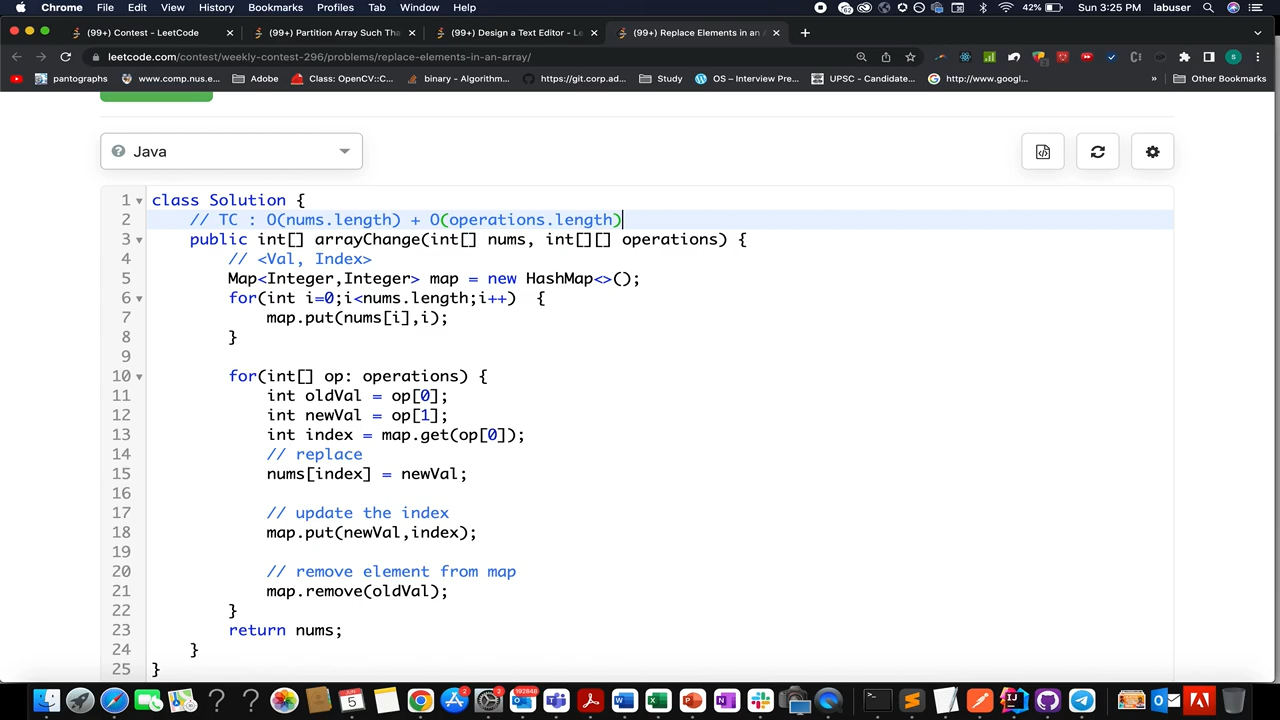 Chrome File Edit View History Bookmarks Profiles Tab Window Help 42% Sun 3:25 PM labuser
(99+) Contest - LeetCode (99+) Partition Array Such Tha (99+) Design a Text Editor - Le (99+) Replace Elements in an A
leetcode.com/contest/weekly-contest-296/problems/replace-elements-in-an-array/
pantographs www.comp.nus.e... Adobe Class: OpenCV::C... binary - Algorithm... https://git.corp.ad... Study OS – Interview Pre... UPSC - Candidate... http://www.googl... » Other Bookmarks
Java
1 class Solution {
2 // TC : O(nums.length) + O(operations.length)
3 public int[] arrayChange(int[] nums, int[][] operations) {
4 // <Val, Index>
5 Map<Integer,Integer> map = new HashMap<>();
6 for(int i=0;i<nums.length;i++) {
7 map.put(nums[i],i);
8 }
9
10 for(int[] op: operations) {
11 int oldVal = op[0];
12 int newVal = op[1];
13 int index = map.get(op[0]);
14 // replace
15 nums[index] = newVal;
16
17 // update the index
18 map.put(newVal,index);
19
20 // remove element from map
21 map.remove(oldVal);
22 }
23 return nums;
24 }
25 }